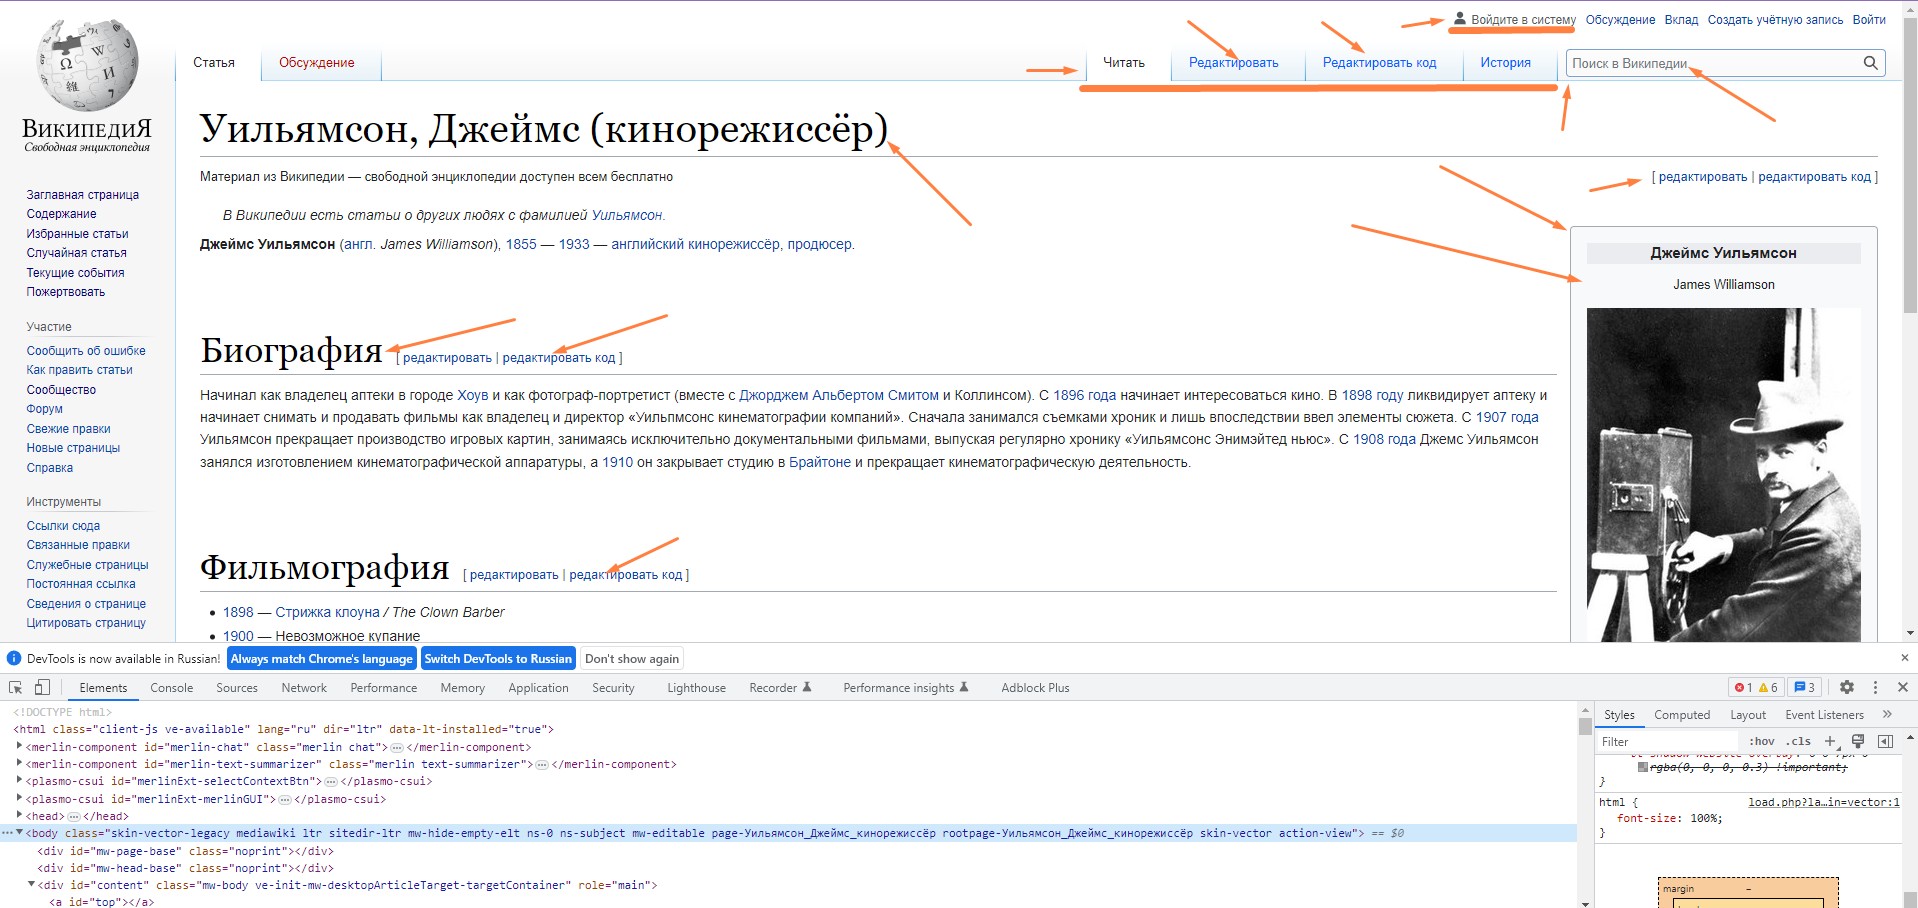 Войдите в систему Обсуждение Вклад Создать учётную запись Войти
Статья Обсуждение Читать Редактировать Редактировать код История Поиск в Википедии
ВикипедиЯ
Свободная энциклопедия
Уильямсон, Джеймс (кинорежиссёр)
Материал из Википедии — свободной энциклопедии доступен всем бесплатно
[ редактировать | редактировать код ]
В Википедии есть статьи о других людях с фамилией Уильямсон.
Джеймс Уильямсон (англ. James Williamson), 1855 — 1933 — английский кинорежиссёр, продюсер.
Джеймс Уильямсон
James Williamson
Заглавная страница
Содержание
Избранные статьи
Случайная статья
Текущие события
Пожертвовать
Участие
Сообщить об ошибке
Как править статьи
Сообщество
Форум
Свежие правки
Новые страницы
Справка
Инструменты
Ссылки сюда
Связанные правки
Служебные страницы
Постоянная ссылка
Сведения о странице
Цитировать страницу
Биография [ редактировать | редактировать код ]
Начинал как владелец аптеки в городе Хоув и как фотограф-портретист (вместе с Джорджем Альбертом Смитом и Коллинсом). С 1896 года начинает интересоваться кино. В 1898 году ликвидирует аптеку и
начинает снимать и продавать фильмы как владелец и директор «Уильпмсонс кинематографии компаний». Сначала занимался съемками хроник и лишь впоследствии ввел элементы сюжета. С 1907 года
Уильямсон прекращает производство игровых картин, занимаясь исключительно документальными фильмами, выпуская регулярно хронику «Уильямсонс Энимэйтед ньюс». С 1908 года Джемс Уильямсон
занялся изготовлением кинематографической аппаратуры, а 1910 он закрывает студию в Брайтоне и прекращает кинематографическую деятельность.
Фильмография [ редактировать | редактировать код ]
• 1898 — Стрижка клоуна / The Clown Barber
• 1900 — Невозможное купание
DevTools is now available in Russian! Always match Chrome's language Switch DevTools to Russian Don't show again
Elements Console Sources Network Performance Memory Application Security Lighthouse Recorder Performance insights Adblock Plus 1 6 3
<!DOCTYPE html>
<html class="client-js ve-available" lang="ru" dir="ltr" data-lt-installed="true">
<merlin-component id="merlin-chat" class="merlin chat">…</merlin-component>
<merlin-component id="merlin-text-summarizer" class="merlin text-summarizer">…</merlin-component>
<plasmo-csui id="merlinExt-selectContextBtn">…</plasmo-csui>
<plasmo-csui id="merlinExt-merlinGUI">…</plasmo-csui>
<head>…</head>
<body class="skin-vector-legacy mediawiki ltr sitedir-ltr mw-hide-empty-elt ns-0 ns-subject mw-editable page-Уильямсон_Джеймс_кинорежиссёр rootpage-Уильямсон_Джеймс_кинорежиссёр skin-vector action-view"> == $0
<div id="mw-page-base" class="noprint"></div>
<div id="mw-head-base" class="noprint"></div>
<div id="content" class="mw-body ve-init-mw-desktopArticleTarget-targetContainer" role="main">
<a id="top"></a>
Styles Computed Layout Event Listeners »
Filter :hov .cls +
rgba(0, 0, 0, 0.3) !important;
}
html { load.php?la…in=vector:1
font-size: 100%;
}
margin –